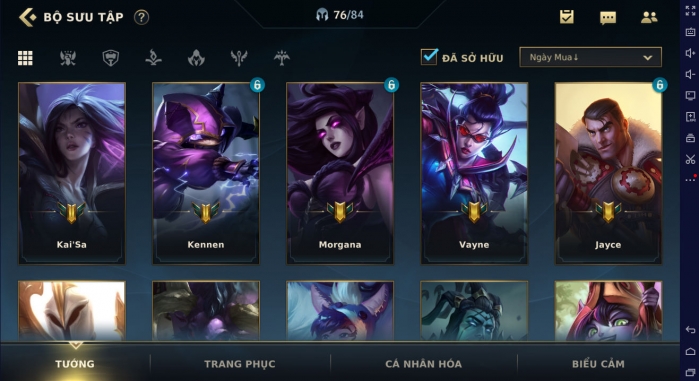 BỘ SƯU TẬP ?
76/84
ĐÃ SỞ HỮU
Ngày Mua↓
6
6
6
Kai'Sa
Kennen
Morgana
Vayne
Jayce
TƯỚNG
TRANG PHỤC
CÁ NHÂN HÓA
BIỂU CẢM